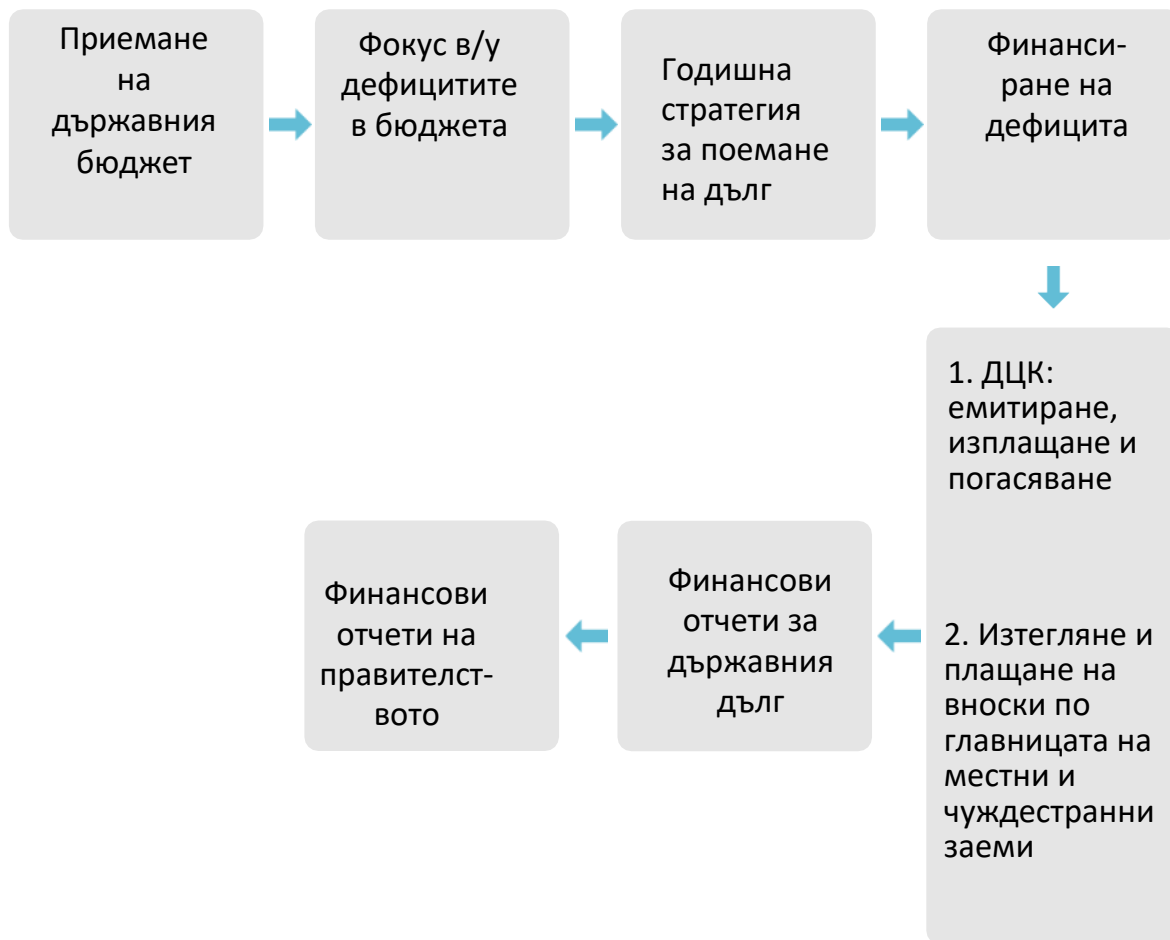 Приемане
на
държавния
бюджет
Фокус в/у
дефицитите
в бюджета
Годишна
стратегия
за поемане
на дълг
Финанси-
ране на
дефицита
1. ДЦК:
емитиране,
изплащане и
погасяване
2. Изтегляне и
плащане на
вноски по
главницата на
местни и
чуждестранни
заеми
Финансови
отчети за
държавния
дълг
Финансови
отчети на
правителст-
вото